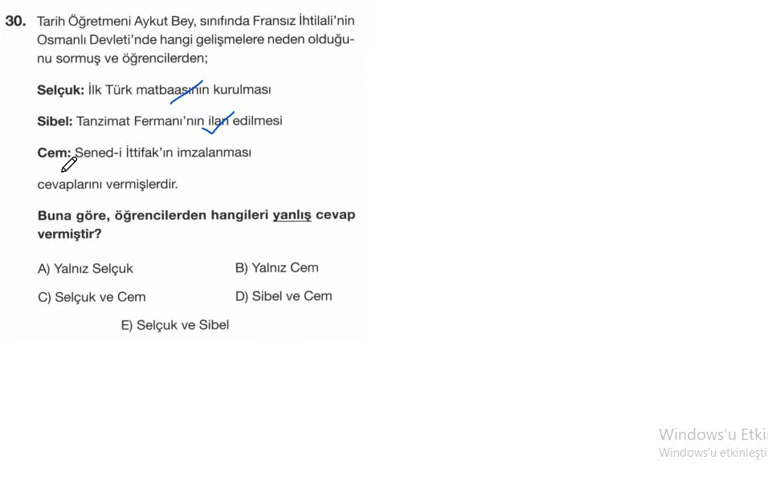 30. Tarih Öğretmeni Aykut Bey, sınıfında Fransız İhtilali'nin
Osmanlı Devleti'nde hangi gelişmelere neden olduğu-
nu sormuş ve öğrencilerden;
Selçuk: İlk Türk matbaasının kurulması
Sibel: Tanzimat Fermanı'nın ilan edilmesi
Cem: Sened-i İttifak'ın imzalanması
cevaplarını vermişlerdir.
Buna göre, öğrencilerden hangileri yanlış cevap
vermiştir?
A) Yalnız Selçuk
B) Yalnız Cem
C) Selçuk ve Cem
D) Sibel ve Cem
E) Selçuk ve Sibel
Windows'u Etki
Windows'u etkinleşti